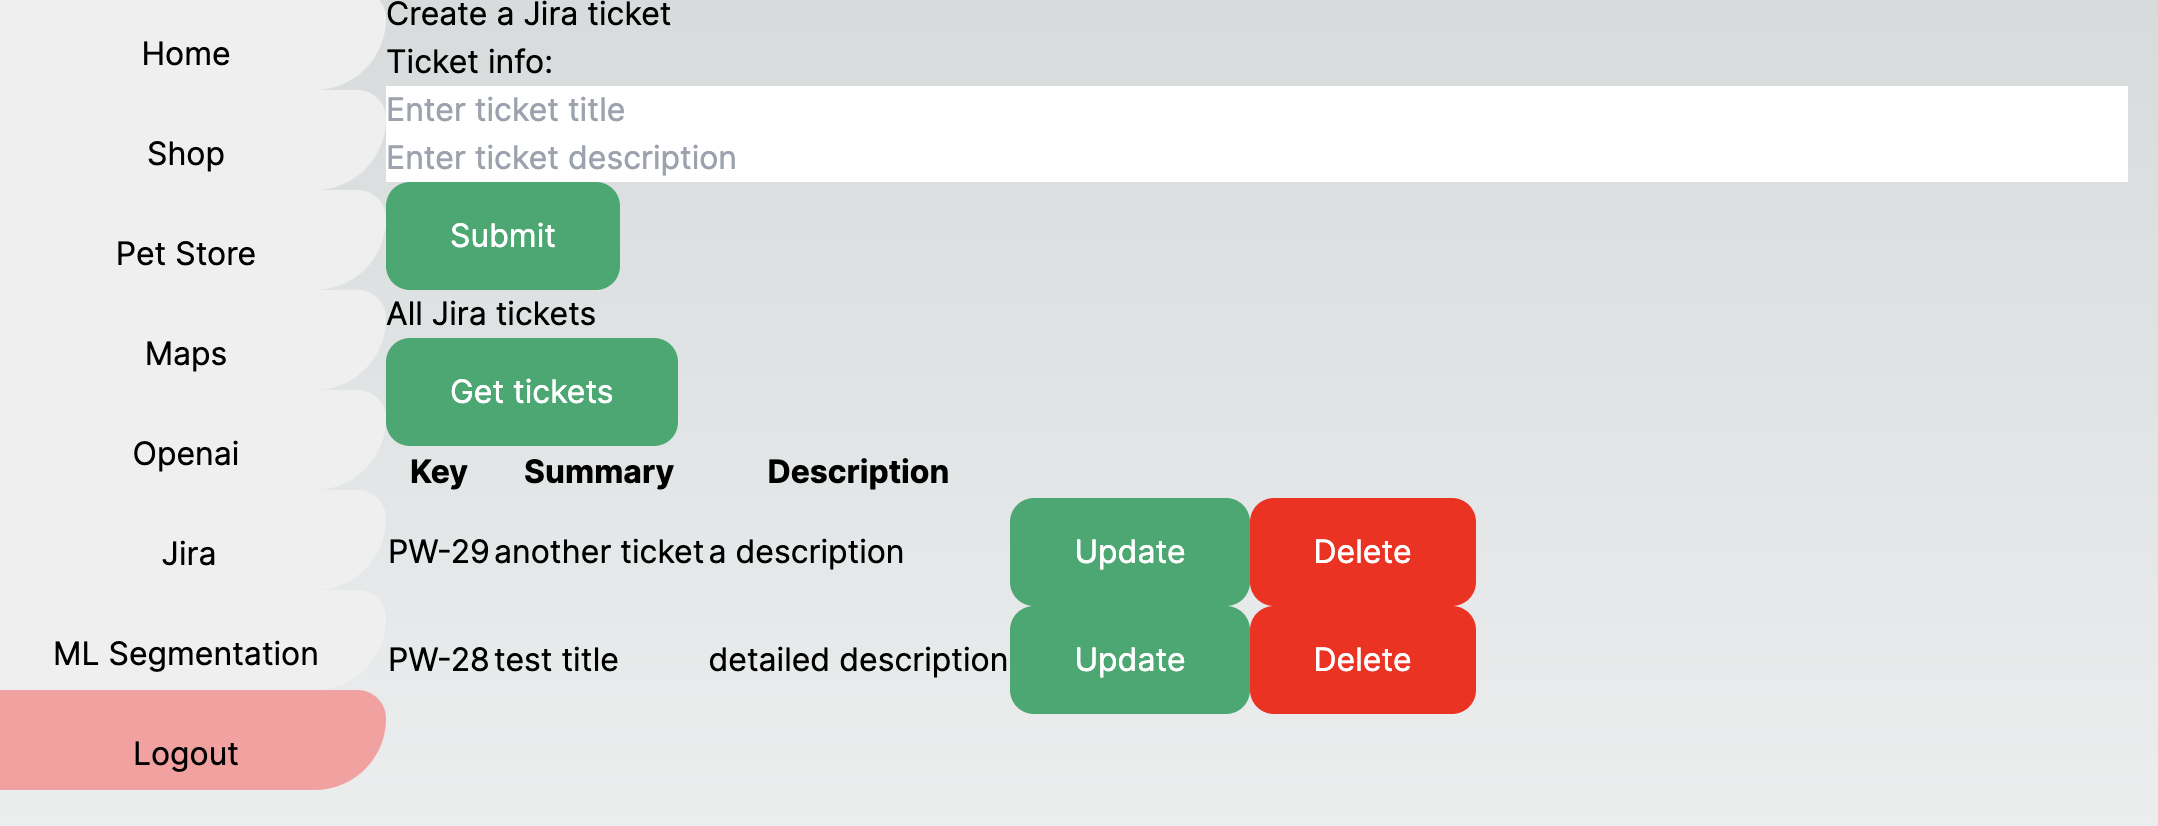 Home
Shop
Pet Store
Maps
Openai
Jira
ML Segmentation
Logout
Create a Jira ticket
Ticket info:
Enter ticket title
Enter ticket description
Submit
All Jira tickets
Get tickets
Key Summary Description
PW-29 another ticket a description Update Delete
PW-28 test title detailed description Update Delete